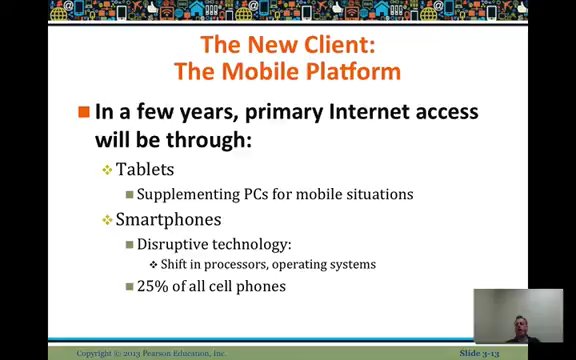 The New Client:
The Mobile Platform
In a few years, primary Internet access
will be through:
Tablets
Supplementing PCs for mobile situations
Smartphones
Disruptive technology:
Shift in processors, operating systems
25% of all cell phones
Copyright © 2013 Pearson Education, Inc.
Slide 3-13